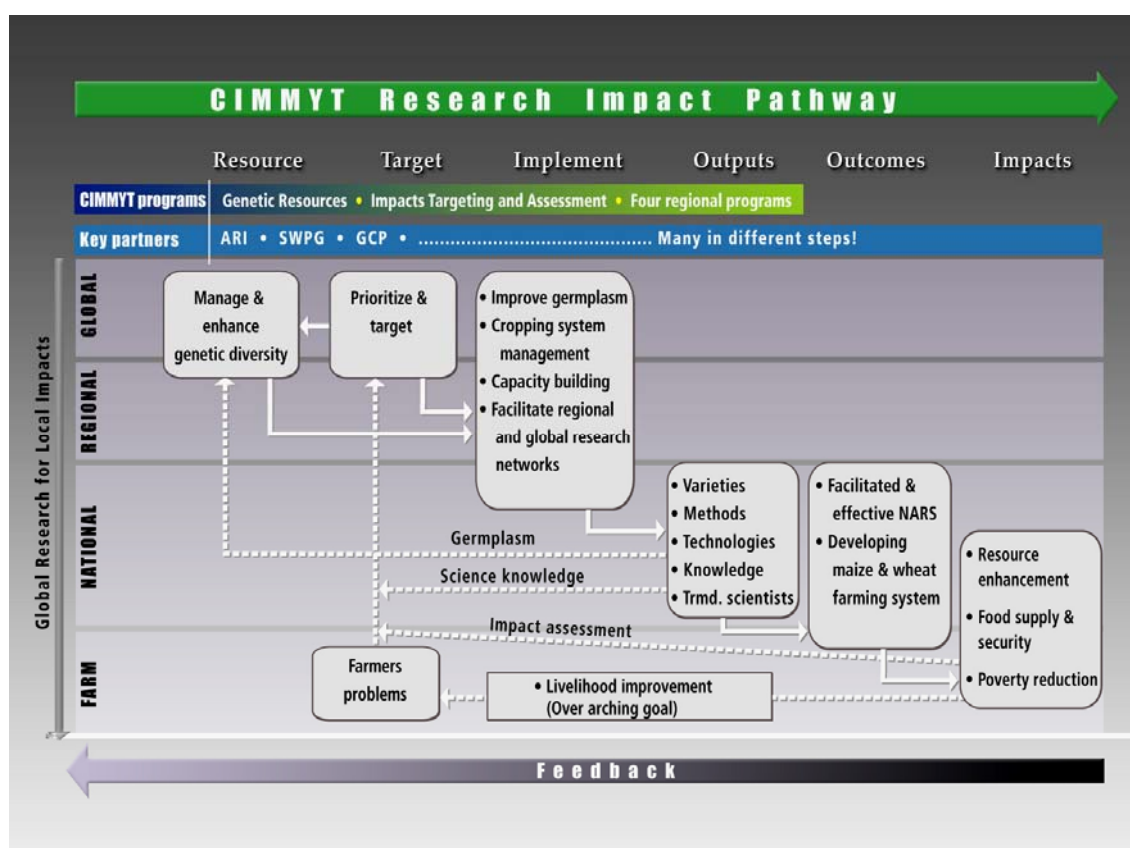 CIMMYT Research Impact Pathway
Resource Target Implement Outputs Outcomes Impacts
CIMMYT programs Genetic Resources • Impacts Targeting and Assessment • Four regional programs
Key partners ARI • SWPG • GCP • ............................................. Many in different steps!
Global Research for Local Impacts
GLOBAL
REGIONAL
NATIONAL
FARM
Manage &
enhance
genetic diversity
Prioritize &
target
• Improve germplasm
• Cropping system
management
• Capacity building
• Facilitate regional
and global research
networks
• Varieties
• Methods
• Technologies
• Knowledge
• Trmd. scientists
• Facilitated &
effective NARS
• Developing
maize & wheat
farming system
• Resource
enhancement
• Food supply &
security
• Poverty reduction
Germplasm
Science knowledge
Impact assessment
Farmers
problems
• Livelihood improvement
(Over arching goal)
Feedback